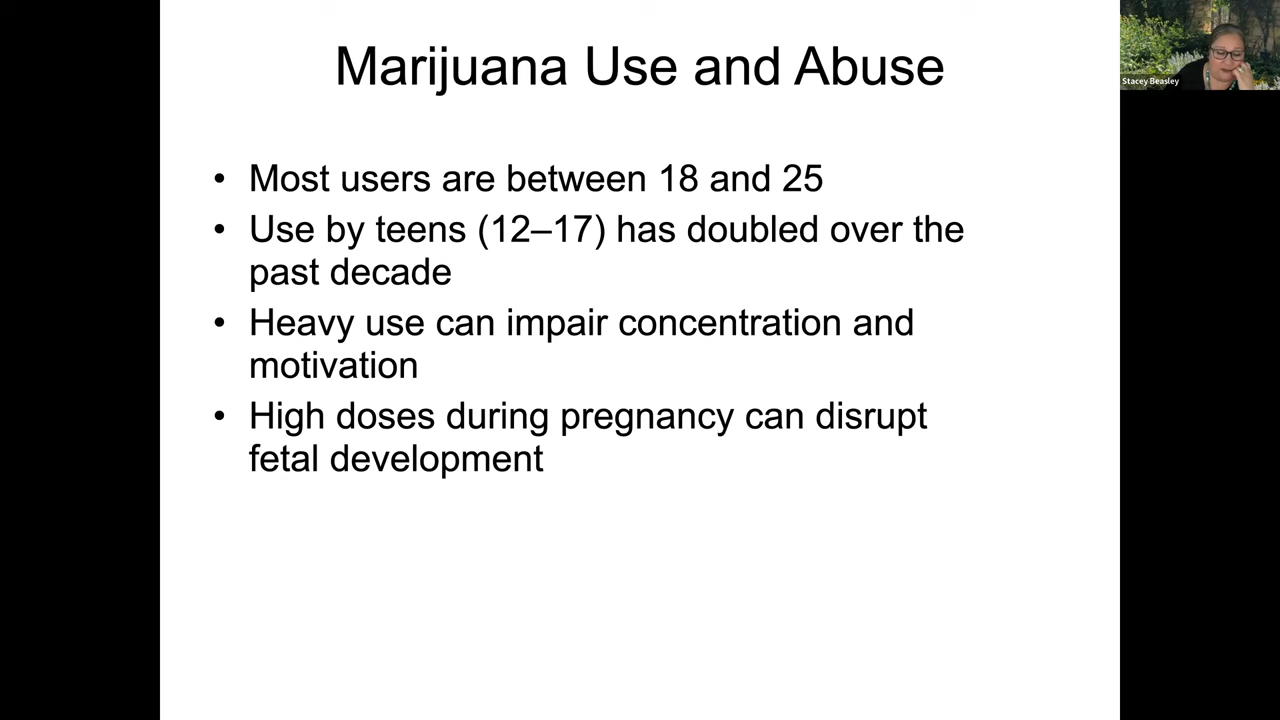 Marijuana Use and Abuse
Stacey Beasley
• Most users are between 18 and 25
• Use by teens (12–17) has doubled over the
past decade
• Heavy use can impair concentration and
motivation
• High doses during pregnancy can disrupt
fetal development